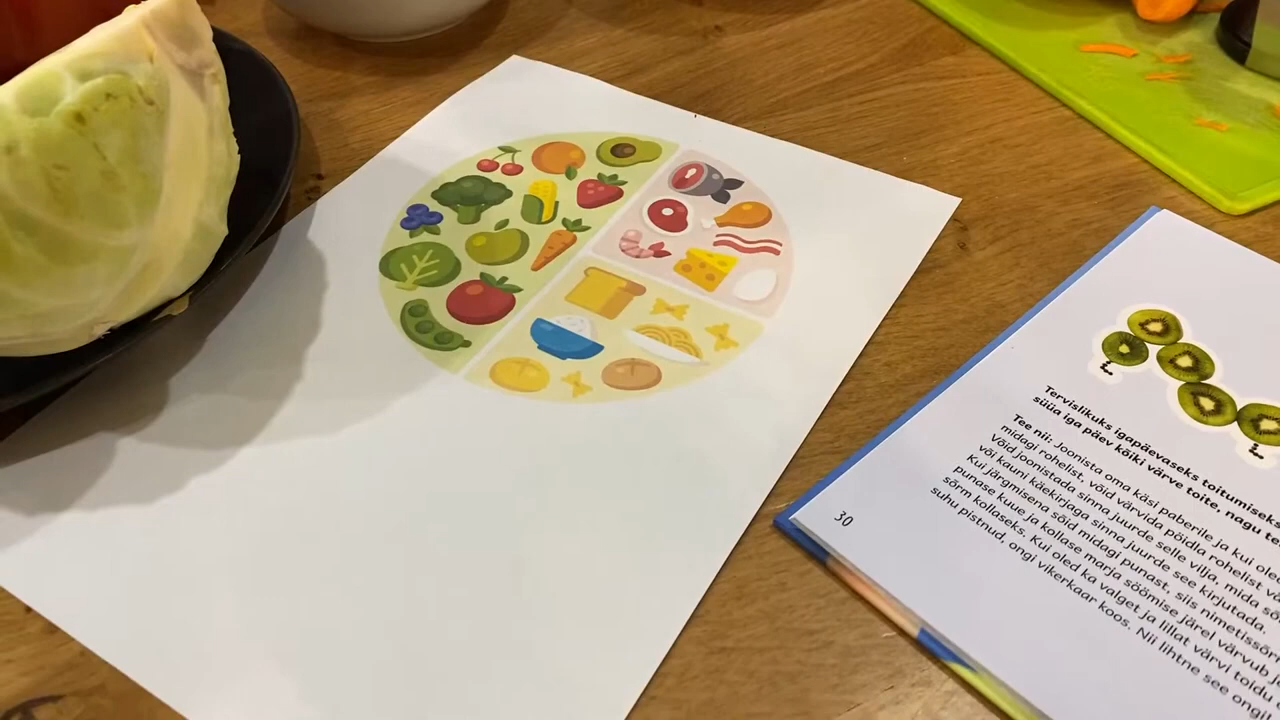 Tervislikuks igapäevaseks toitumiseks
süüa iga päev kõiki värve toite, nagu
Tee nii: Joonista oma käsi paberile ja kui oled
midagi rohelist, võid värvida pöidla rohelist
Võid joonistada sinna juurde selle vilja, mida
või kauni käekirjaga sinna juurde see kirjutada.
Kui järgmisena sõid midagi punast, siis
punase kuue ja kollase marja söömise järel värvub
sõrm kollaseks. Kui oled ka valget ja lillat värvi toidu
suhu pistnud, ongi vikerkaar koos. Nii lihtne see ongi!
30